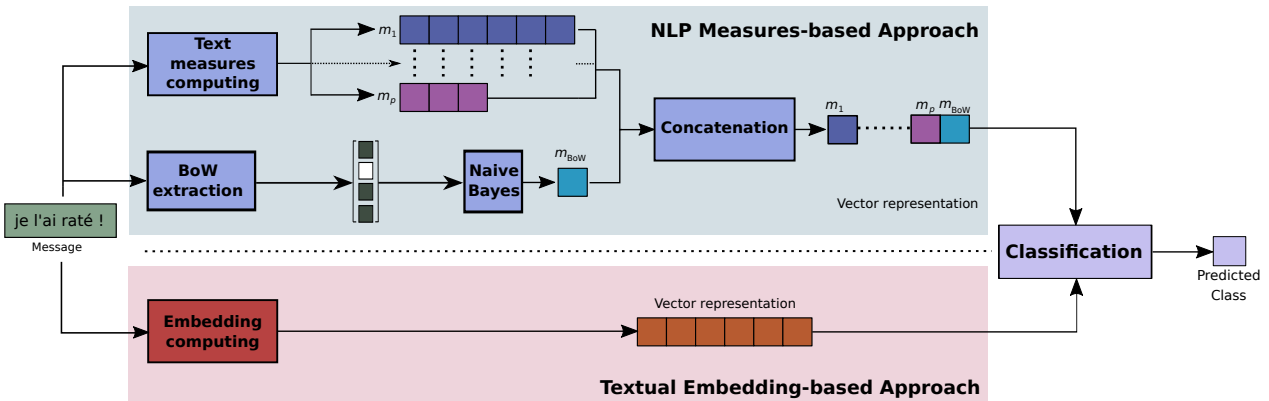 NLP Measures-based Approach
Text
measures
computing
m1
mp
BoW
extraction
Naive
Bayes
mBoW
Concatenation
m1
mp
mBoW
Vector representation
je l'ai raté !
Message
Classification
Predicted
Class
Embedding
computing
Vector representation
Textual Embedding-based Approach